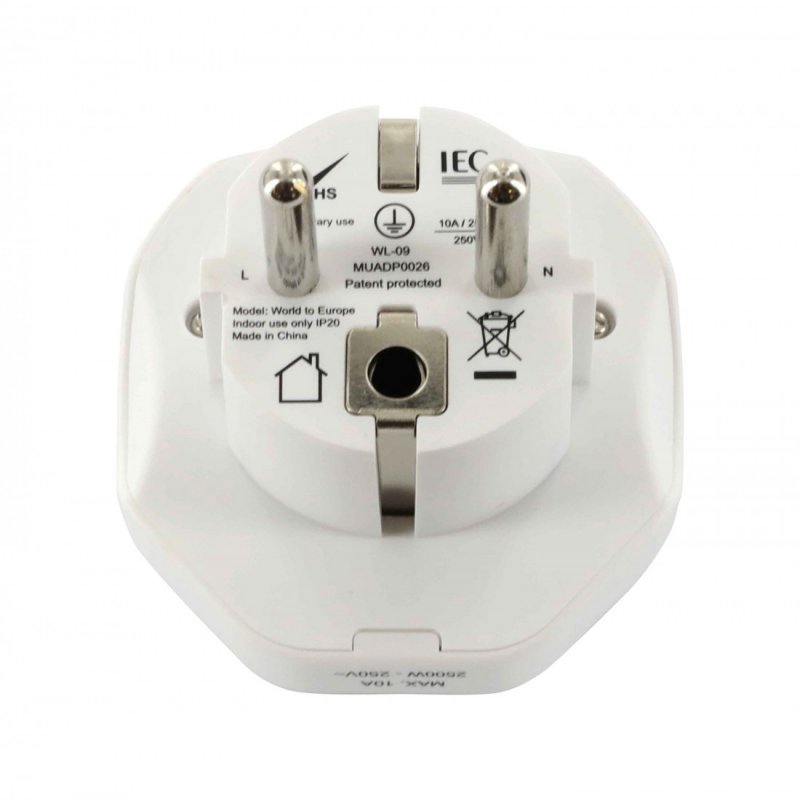 HS
IEC
ary use
10A / 2
250V
WL-09
MUADP0026
Patent protected
L
N
Model: World to Europe
Indoor use only IP20
Made in China
MAX. 10A
2500W - 250V~